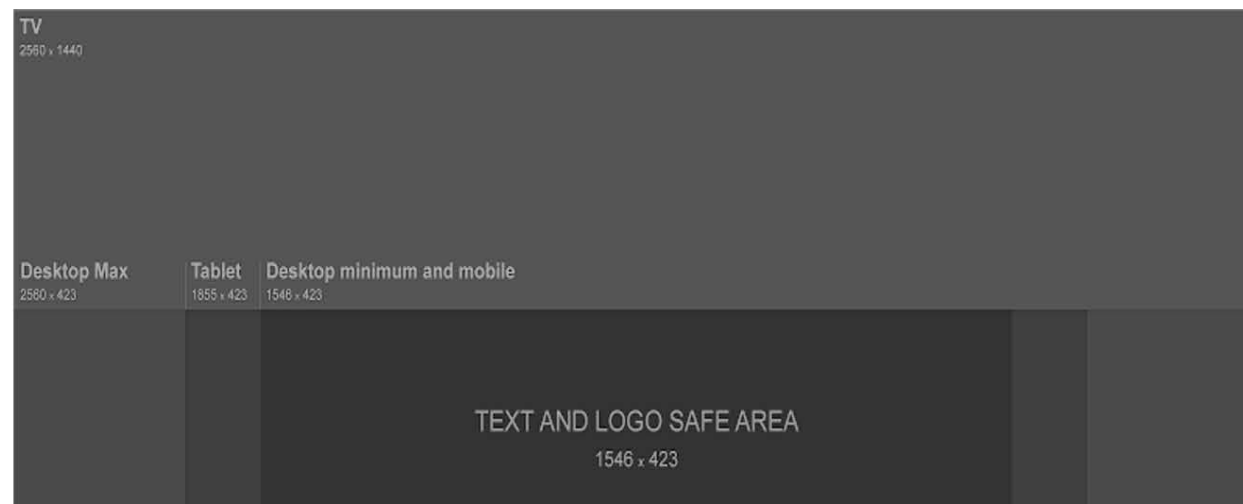 TV
2560 x 1440
Desktop Max
2560 x 423
Tablet
1855 x 423
Desktop minimum and mobile
1546 x 423
TEXT AND LOGO SAFE AREA
1546 x 423